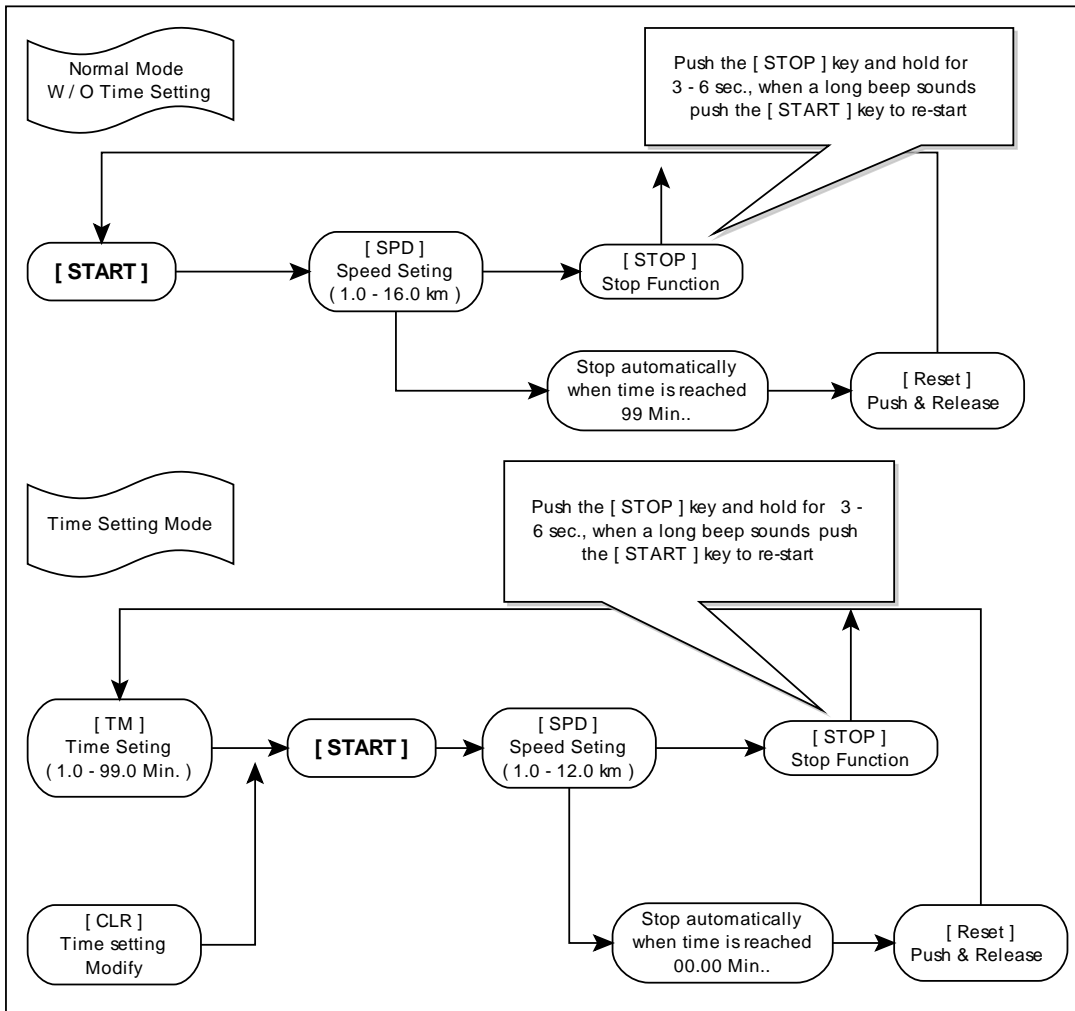 Normal Mode
W / O Time Setting
Push the [ STOP ] key and hold for
3 - 6 sec., when a long beep sounds
push the [ START ] key to re-start
[ START ]
[ SPD ]
Speed Seting
( 1.0 - 16.0 km )
[ STOP ]
Stop Function
Stop automatically
when time is reached
99 Min..
[ Reset ]
Push & Release
Time Setting Mode
Push the [ STOP ] key and hold for 3 -
6 sec., when a long beep sounds push
the [ START ] key to re-start
[ TM ]
Time Seting
( 1.0 - 99.0 Min. )
[ START ]
[ SPD ]
Speed Seting
( 1.0 - 12.0 km )
[ STOP ]
Stop Function
[ CLR ]
Time setting
Modify
Stop automatically
when time is reached
00.00 Min..
[ Reset ]
Push & Release